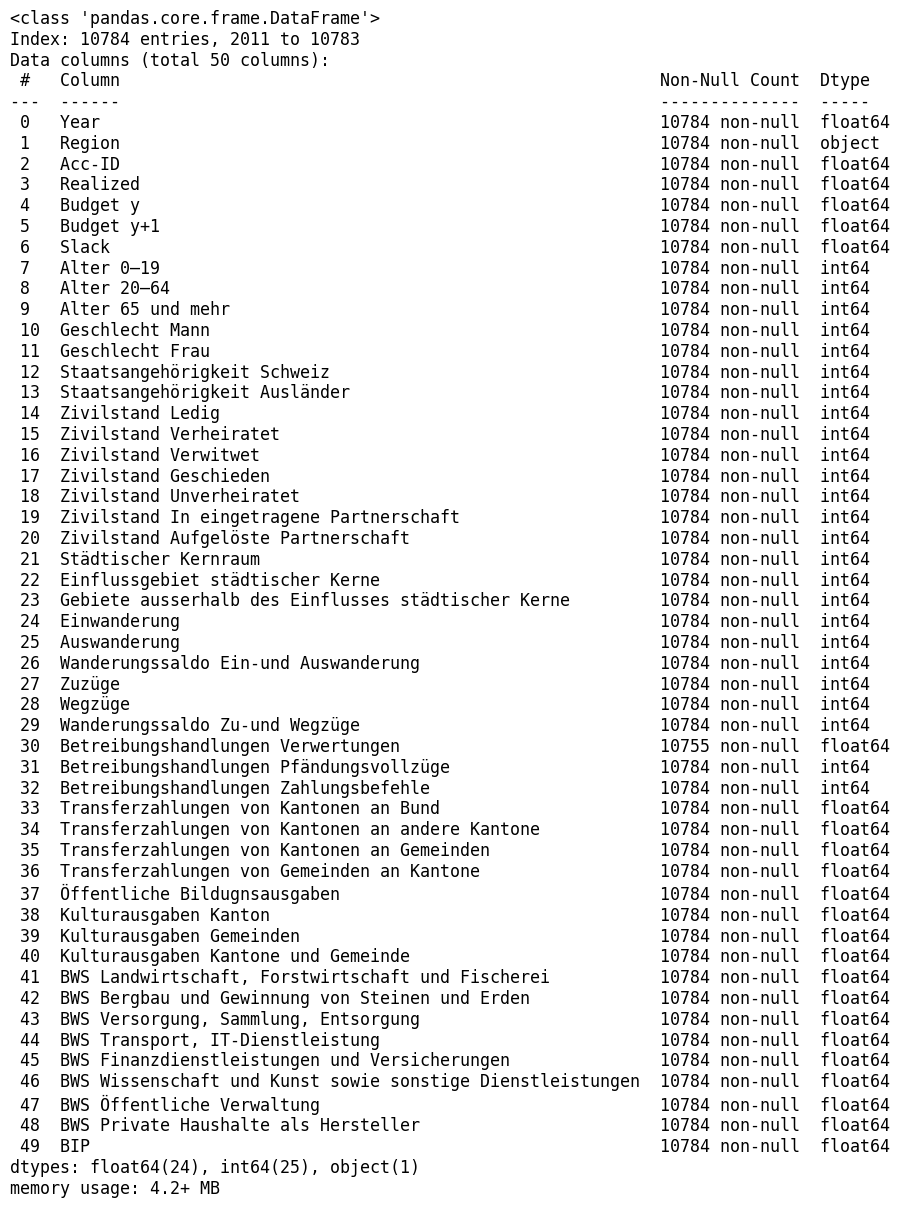 <class 'pandas.core.frame.DataFrame'>
Index: 10784 entries, 2011 to 10783
Data columns (total 50 columns):
 #   Column                                                Non-Null Count  Dtype
---  ------                                                --------------  -----
 0   Year                                                  10784 non-null  float64
 1   Region                                                10784 non-null  object
 2   Acc-ID                                                10784 non-null  float64
 3   Realized                                              10784 non-null  float64
 4   Budget y                                              10784 non-null  float64
 5   Budget y+1                                            10784 non-null  float64
 6   Slack                                                 10784 non-null  float64
 7   Alter 0–19                                            10784 non-null  int64
 8   Alter 20–64                                           10784 non-null  int64
 9   Alter 65 und mehr                                     10784 non-null  int64
 10  Geschlecht Mann                                       10784 non-null  int64
 11  Geschlecht Frau                                       10784 non-null  int64
 12  Staatsangehörigkeit Schweiz                           10784 non-null  int64
 13  Staatsangehörigkeit Ausländer                         10784 non-null  int64
 14  Zivilstand Ledig                                      10784 non-null  int64
 15  Zivilstand Verheiratet                                10784 non-null  int64
 16  Zivilstand Verwitwet                                  10784 non-null  int64
 17  Zivilstand Geschieden                                 10784 non-null  int64
 18  Zivilstand Unverheiratet                              10784 non-null  int64
 19  Zivilstand In eingetragene Partnerschaft              10784 non-null  int64
 20  Zivilstand Aufgelöste Partnerschaft                   10784 non-null  int64
 21  Städtischer Kernraum                                  10784 non-null  int64
 22  Einflussgebiet städtischer Kerne                      10784 non-null  int64
 23  Gebiete ausserhalb des Einflusses städtischer Kerne   10784 non-null  int64
 24  Einwanderung                                          10784 non-null  int64
 25  Auswanderung                                          10784 non-null  int64
 26  Wanderungssaldo Ein-und Auswanderung                  10784 non-null  int64
 27  Zuzüge                                                10784 non-null  int64
 28  Wegzüge                                               10784 non-null  int64
 29  Wanderungssaldo Zu-und Wegzüge                        10784 non-null  int64
 30  Betreibungshandlungen Verwertungen                    10755 non-null  float64
 31  Betreibungshandlungen Pfändungsvollzüge               10784 non-null  int64
 32  Betreibungshandlungen Zahlungsbefehle                 10784 non-null  int64
 33  Transferzahlungen von Kantonen an Bund                10784 non-null  float64
 34  Transferzahlungen von Kantonen an andere Kantone      10784 non-null  float64
 35  Transferzahlungen von Kantonen an Gemeinden           10784 non-null  float64
 36  Transferzahlungen von Gemeinden an Kantone            10784 non-null  float64
 37  Öffentliche Bildugnsausgaben                          10784 non-null  float64
 38  Kulturausgaben Kanton                                 10784 non-null  float64
 39  Kulturausgaben Gemeinden                              10784 non-null  float64
 40  Kulturausgaben Kantone und Gemeinde                   10784 non-null  float64
 41  BWS Landwirtschaft, Forstwirtschaft und Fischerei     10784 non-null  float64
 42  BWS Bergbau und Gewinnung von Steinen und Erden       10784 non-null  float64
 43  BWS Versorgung, Sammlung, Entsorgung                  10784 non-null  float64
 44  BWS Transport, IT-Dienstleistung                      10784 non-null  float64
 45  BWS Finanzdienstleistungen und Versicherungen         10784 non-null  float64
 46  BWS Wissenschaft und Kunst sowie sonstige Dienstleistungen  10784 non-null  float64
 47  BWS Öffentliche Verwaltung                            10784 non-null  float64
 48  BWS Private Haushalte als Hersteller                  10784 non-null  float64
 49  BIP                                                   10784 non-null  float64
dtypes: float64(24), int64(25), object(1)
memory usage: 4.2+ MB